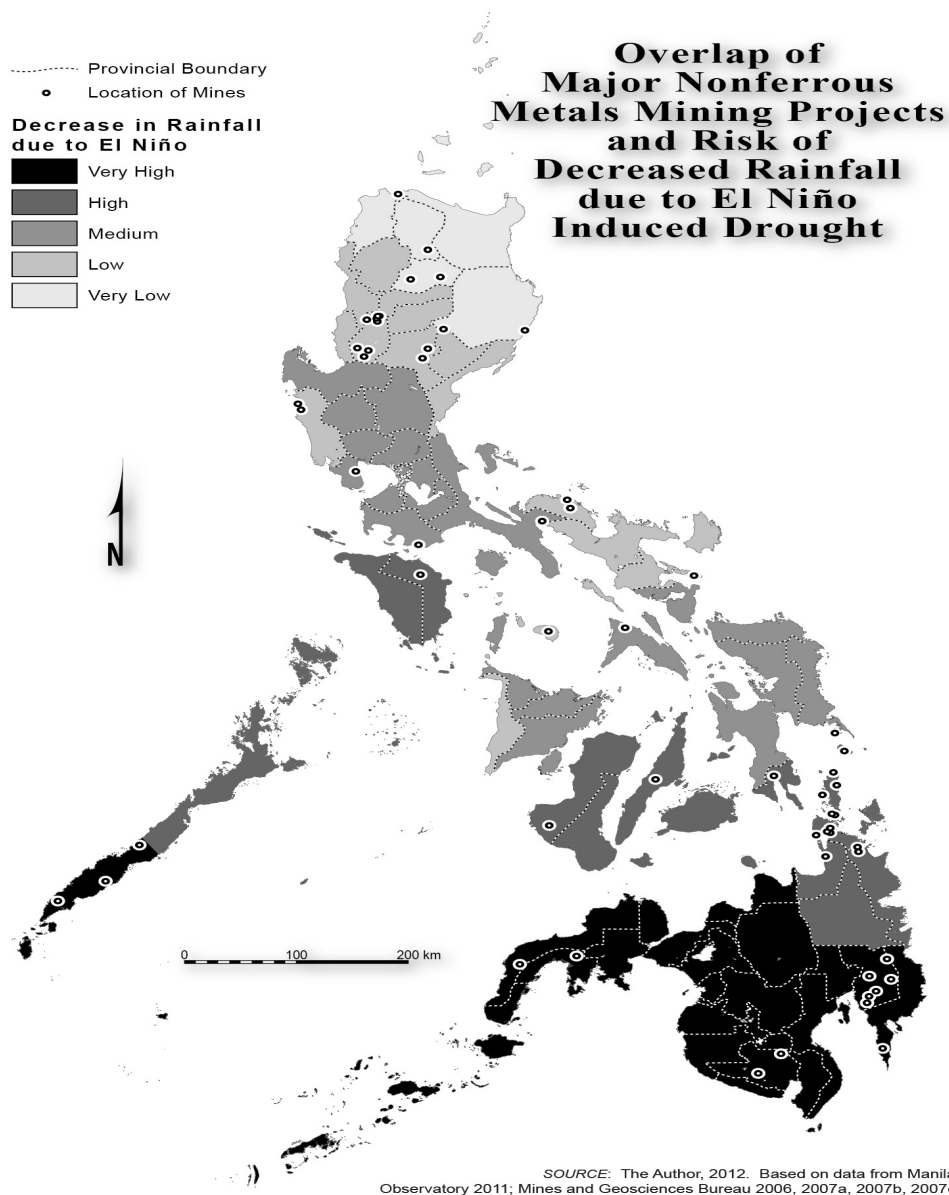 Overlap of
Major Nonferrous
Metals Mining Projects
and Risk of
Decreased Rainfall
due to El Niño
Induced Drought
Provincial Boundary
Location of Mines
Decrease in Rainfall
due to El Niño
Very High
High
Medium
Low
Very Low
N
0 100 200 km
SOURCE: The Author, 2012. Based on data from Manila
Observatory 2011; Mines and Geosciences Bureau 2006, 2007a, 2007b, 2007c